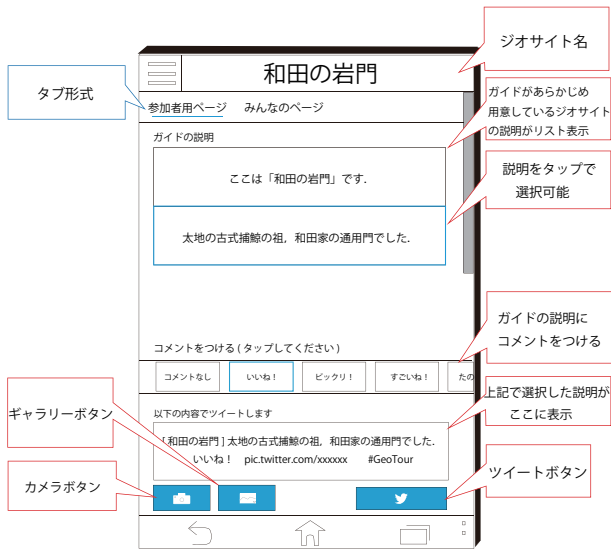 ジオサイト名
和田の岩門
タブ形式
参加者用ページ みんなのページ
ガイドがあらかじめ
用意しているジオサイト
の説明がリスト表示
ガイドの説明
ここは「和田の岩門」です.
説明をタップで
選択可能
太地の古式捕鯨の祖，和田家の通用門でした.
ガイドの説明に
コメントをつける
コメントをつける ( タップしてください )
コメントなし いいね！ ビックリ！ すごいね！ たの
上記で選択した説明が
ここに表示
ギャラリーボタン
以下の内容でツイートします
[ 和田の岩門 ] 太地の古式捕鯨の祖，和田家の通用門でした.
いいね！ pic.twitter.com/xxxxxx #GeoTour
ツイートボタン
カメラボタン